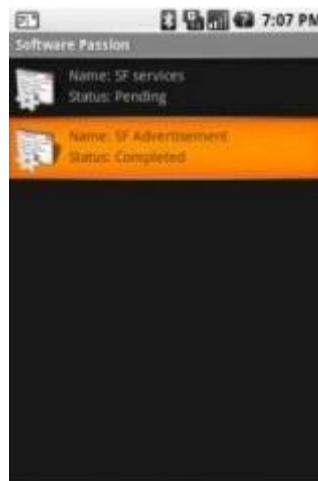 7:07 PM
Software Passion
Name: SF services
Status: Pending
Name: SF Advertisement
Status: Completed